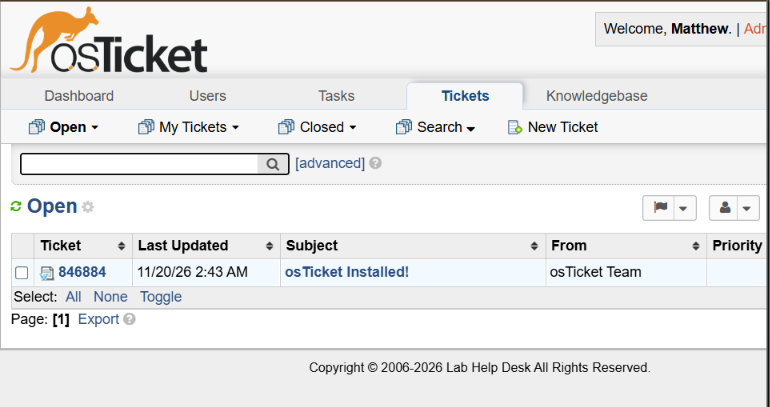 osTicket
Welcome, Matthew. |
Dashboard Users Tasks Tickets Knowledgebase
Open My Tickets Closed Search New Ticket
[advanced] ?
Open
Ticket Last Updated Subject From Priority
846884 11/20/26 2:43 AM osTicket Installed! osTicket Team
Select: All None Toggle
Page: [1] Export ?
Copyright © 2006-2026 Lab Help Desk All Rights Reserved.